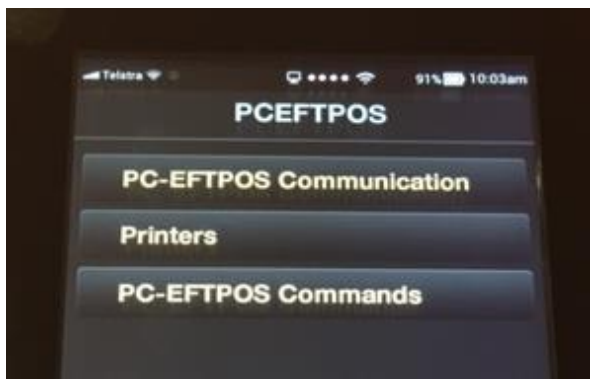 Telstra 91% 10:03am
PCEFTPOS
PC-EFTPOS Communication
Printers
PC-EFTPOS Commands